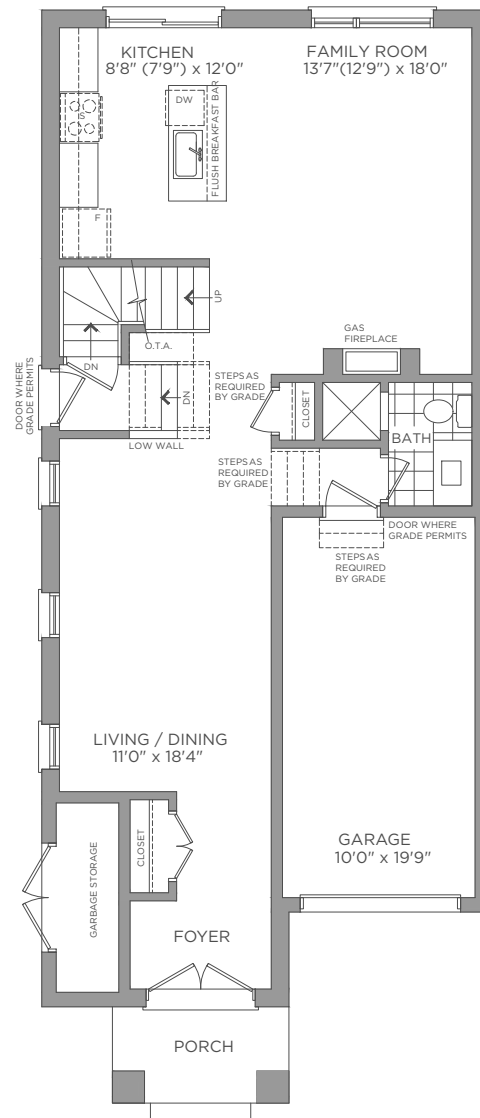 KITCHEN
8'8" (7'9") x 12'0"
FAMILY ROOM
13'7"(12'9") x 18'0"
DW
FLUSH BREAKFAST BAR
S
F
UP
O.T.A.
DN
DN
GAS
FIREPLACE
DOOR WHERE
GRADE PERMITS
STEPS AS
REQUIRED
BY GRADE
CLOSET
BATH
LOW WALL
STEPS AS
REQUIRED
BY GRADE
DOOR WHERE
GRADE PERMITS
STEPS AS
REQUIRED
BY GRADE
LIVING / DINING
11'0" x 18'4"
GARAGE
10'0" x 19'9"
GARBAGE STORAGE
CLOSET
FOYER
PORCH